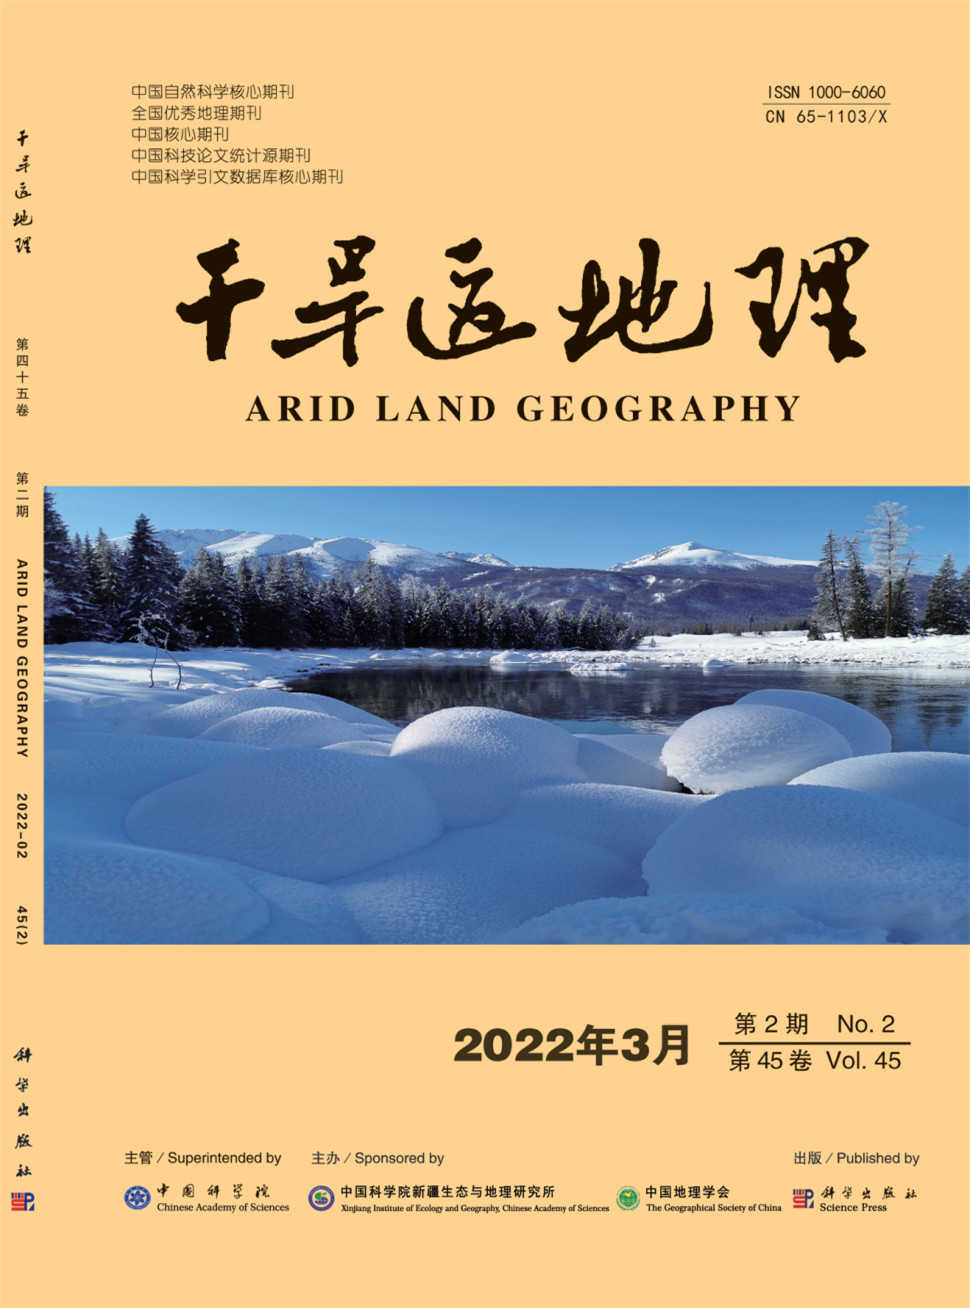 中国自然科学核心期刊
全国优秀地理期刊
中国核心期刊
中国科技论文统计源期刊
中国科学引文数据库核心期刊
ISSN 1000-6060
CN 65-1103/X
干旱区地理
ARID LAND GEOGRAPHY
干旱区地理
第四十五卷
第二期
ARID LAND GEOGRAPHY
2022-02
45(2)
科学出版社
2022年3月
第2期 No. 2
第45卷 Vol. 45
主管 / Superintended by
中国科学院
Chinese Academy of Sciences
主办 / Sponsored by
中国科学院新疆生态与地理研究所
Xinjiang Institute of Ecology and Geography, Chinese Academy of Sciences
中国地理学会
The Geographical Society of China
出版 / Published by
科学出版社
Science Press